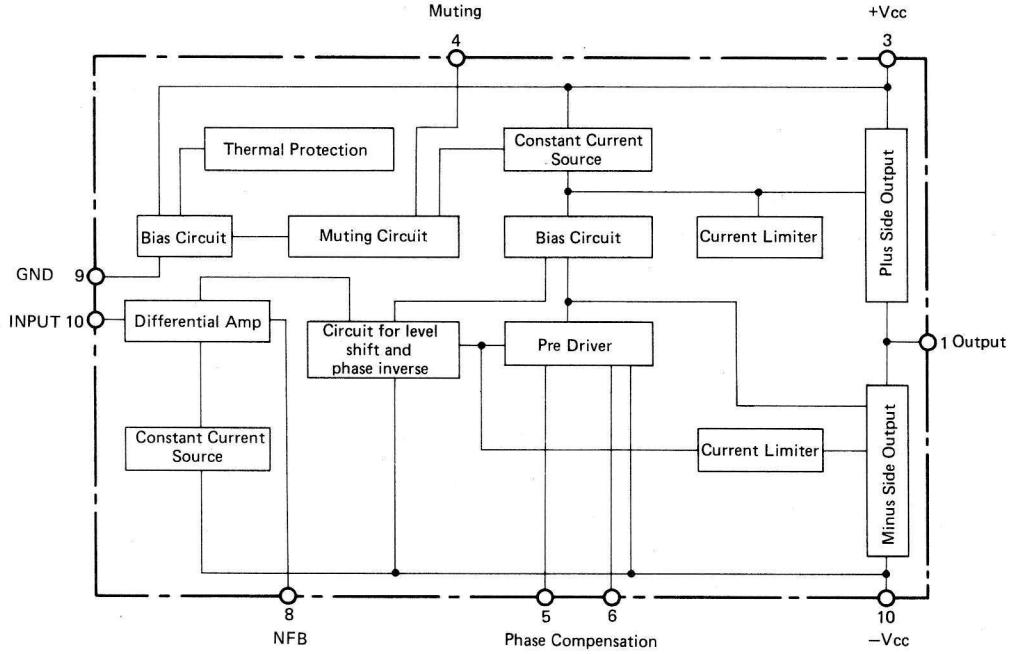 Muting
+Vcc
4
3
Constant Current
Source
Thermal Protection
Plus Side Output
Bias Circuit
Muting Circuit
Bias Circuit
Current Limiter
GND 9
INPUT 10
Differential Amp
Circuit for level
shift and
phase inverse
Pre Driver
1 Output
Minus Side Output
Constant Current
Source
Current Limiter
8
5
6
10
NFB
Phase Compensation
−Vcc